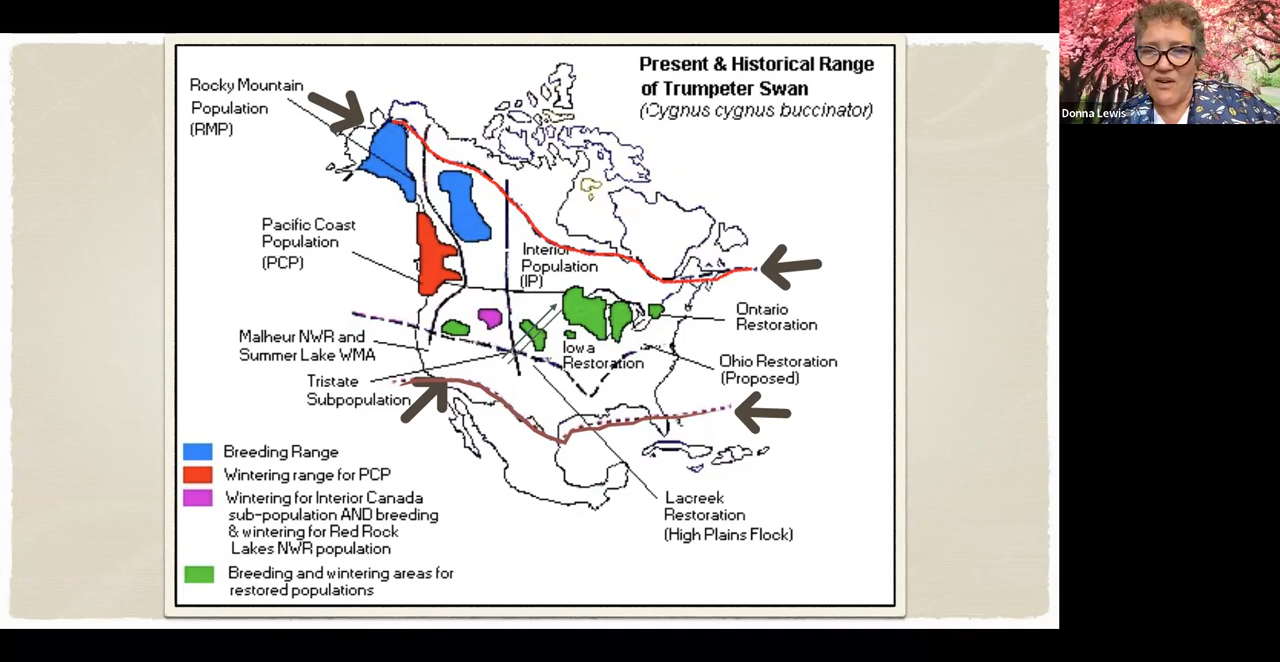 Present & Historical Range
of Trumpeter Swan
(Cygnus cygnus buccinator)
Rocky Mountain
Population
(RMP)
Pacific Coast
Population
(PCP)
Interior
Population
(IP)
Malheur NWR and
Summer Lake WMA
Tristate
Subpopulation
Iowa
Restoration
Ontario
Restoration
Ohio Restoration
(Proposed)
Lacreek
Restoration
(High Plains Flock)
Breeding Range
Wintering range for PCP
Wintering for Interior Canada
sub-population AND breeding
& wintering for Red Rock
Lakes NWR population
Breeding and wintering areas for
restored populations
Donna Lewis